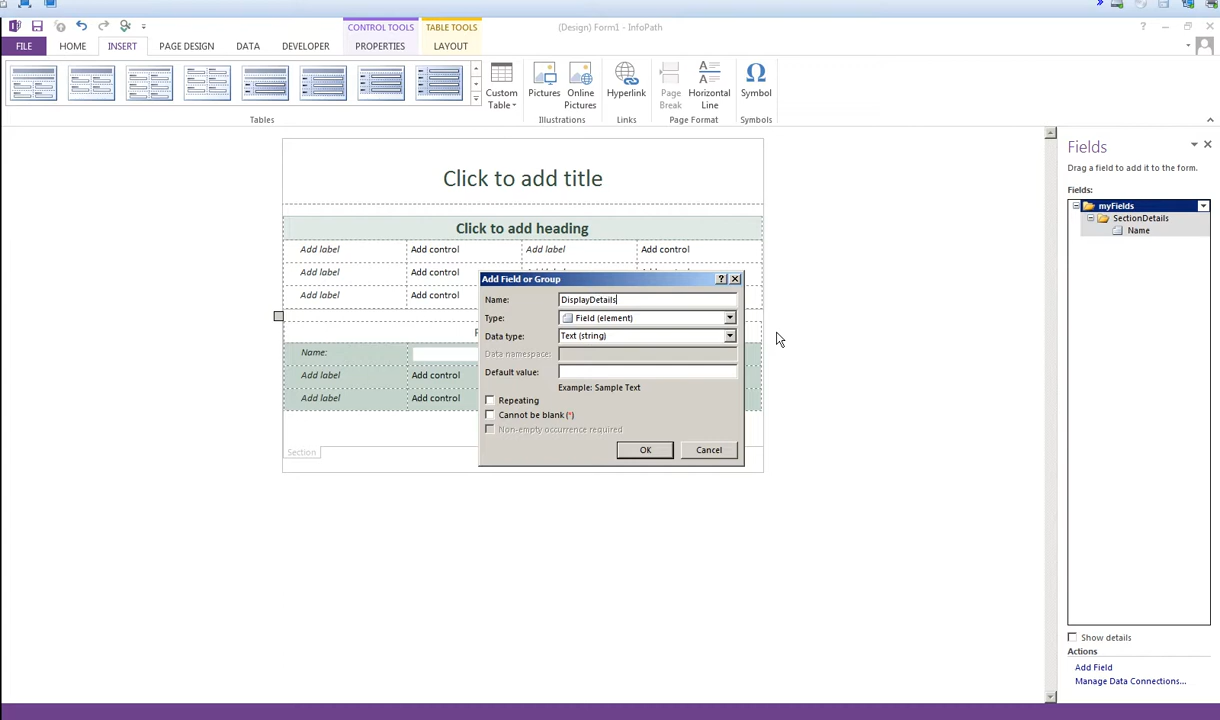 CONTROL TOOLS TABLE TOOLS (Design) Form1 - InfoPath ?
FILE HOME INSERT PAGE DESIGN DATA DEVELOPER PROPERTIES LAYOUT
Custom Table Pictures Online Pictures Hyperlink Page Break Horizontal Line Symbol
Tables Illustrations Links Page Format Symbols
Click to add title
Click to add heading
Add label Add control Add label Add control
Add label Add control
Add label Add control
Name:
Add label Add control
Add label Add control
Section
Add Field or Group ?
Name: DisplayDetails
Type: Field (element)
Data type: Text (string)
Data namespace:
Default value:
Example: Sample Text
Repeating
Cannot be blank (*)
Non-empty occurrence required
OK Cancel
Fields
Drag a field to add it to the form.
Fields:
myFields
SectionDetails
Name
Show details
Actions
Add Field
Manage Data Connections...